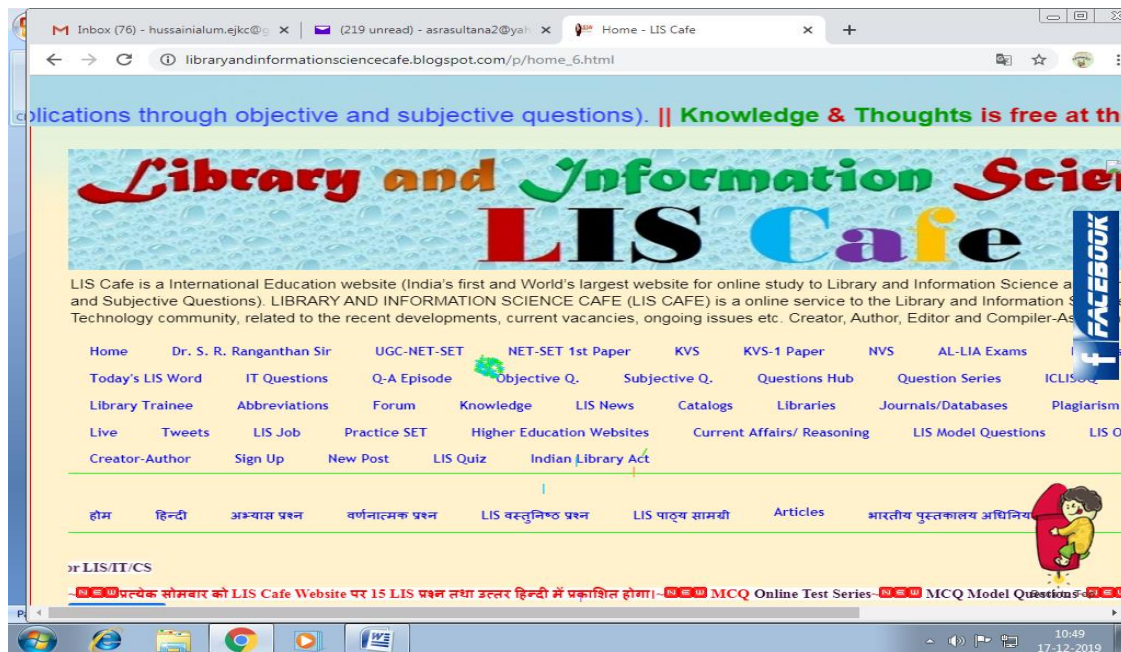 Inbox (76) - hussainialum.ejkc@g
(219 unread) - asrasultana2@yah
Home - LIS Cafe
libraryandinformationsciencecafe.blogspot.com/p/home_6.html
plications through objective and subjective questions). || Knowledge & Thoughts is free at th
Library and Information Scien
LIS Cafe
LIS Cafe is a International Education website (India's first and World's largest website for online study to Library and Information Science a
and Subjective Questions). LIBRARY AND INFORMATION SCIENCE CAFE (LIS CAFE) is a online service to the Library and Information S
Technology community, related to the recent developments, current vacancies, ongoing issues etc. Creator, Author, Editor and Compiler-As
FACEBOOK
Home Dr. S. R. Ranganthan Sir UGC-NET-SET NET-SET 1st Paper KVS KVS-1 Paper NVS AL-LIA Exams
Today's LIS Word IT Questions Q-A Episode Objective Q. Subjective Q. Questions Hub Question Series ICLISJQ
Library Trainee Abbreviations Forum Knowledge LIS News Catalogs Libraries Journals/Databases Plagiarism
Live Tweets LIS Job Practice SET Higher Education Websites Current Affairs/ Reasoning LIS Model Questions LIS O
Creator-Author Sign Up New Post LIS Quiz Indian Library Act
होम हिन्दी अभ्यास प्रश्न वर्णनात्मक प्रश्न LIS वस्तुनिष्ठ प्रश्न LIS पाठ्य सामग्री Articles भारतीय पुस्तकालय अधिनिय
or LIS/IT/CS
~NEWप्रत्येक सोमवार को LIS Cafe Website पर 15 LIS प्रश्न तथा उत्तर हिन्दी में प्रकाशित होगा।~NEW MCQ Online Test Series~NEW MCQ Model Questions~NEW
10:49
17-12-2019